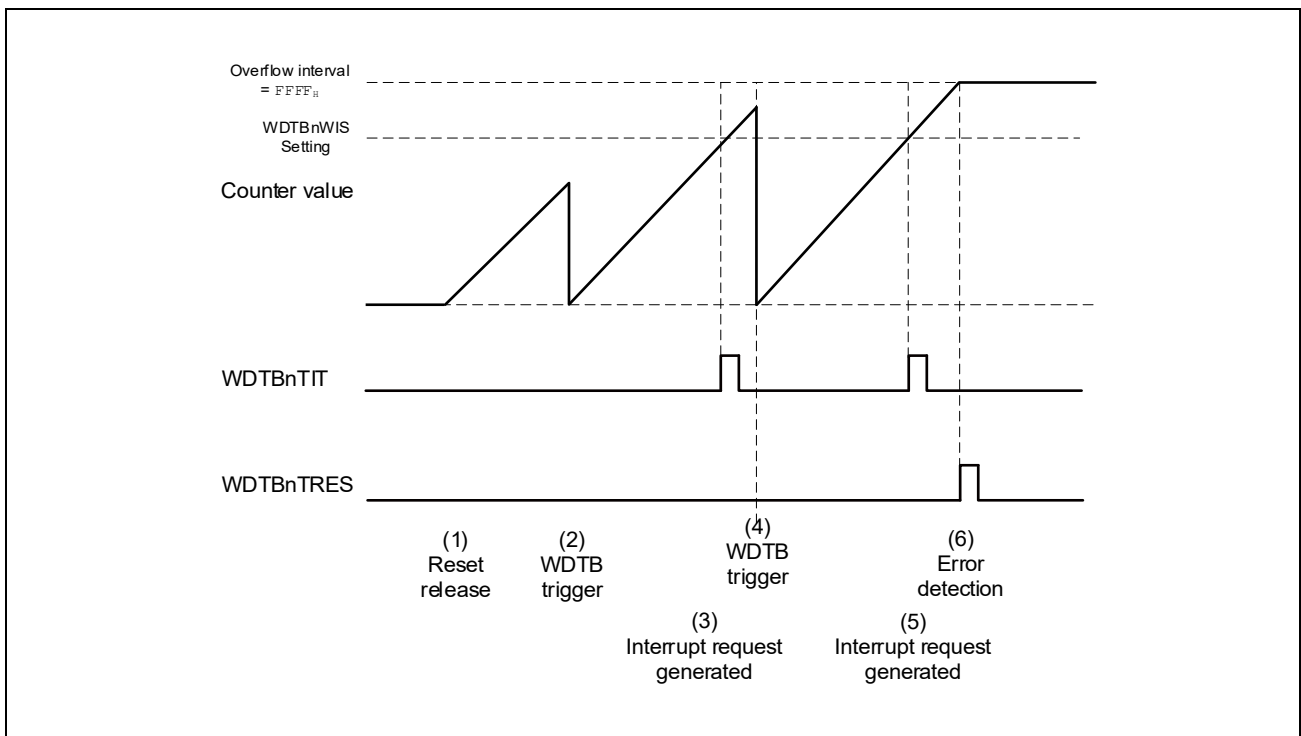 Overflow interval
= FFFFH
WDTBnWIS
Setting
Counter value
WDTBnTIT
WDTBnTRES
(1)
Reset
release
(2)
WDTB
trigger
(4)
WDTB
trigger
(6)
Error
detection
(3)
Interrupt request
generated
(5)
Interrupt request
generated